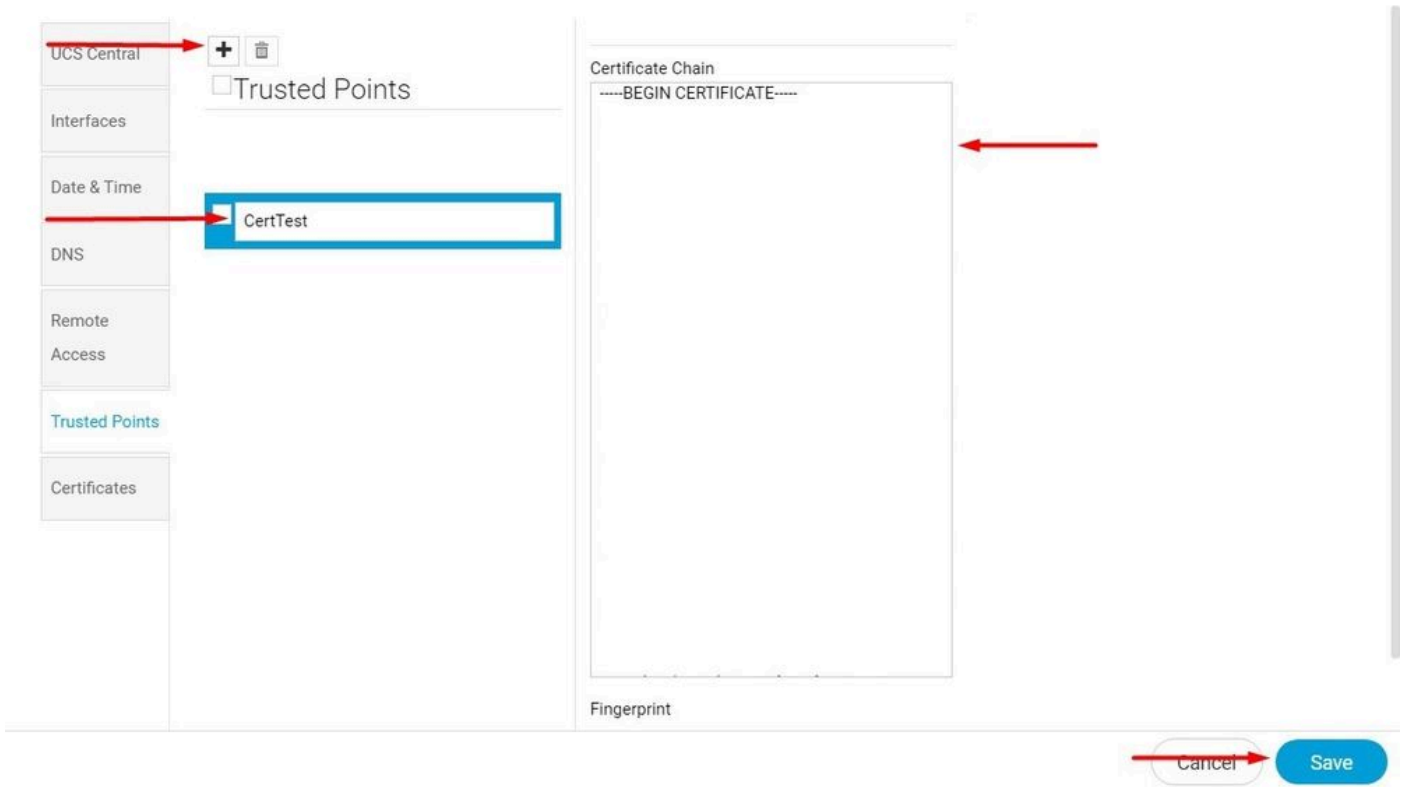 UCS Central
Interfaces
Date & Time
DNS
Remote
Access
Trusted Points
Certificates
+
Trusted Points
CertTest
Certificate Chain
-----BEGIN CERTIFICATE-----
Fingerprint
Cancel
Save